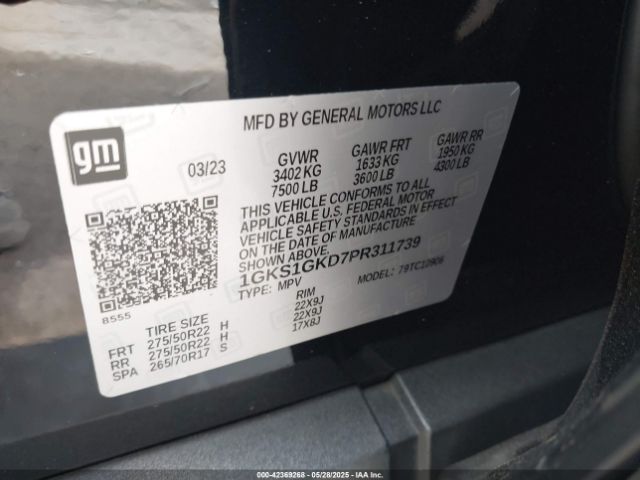 gm
MFD BY GENERAL MOTORS LLC
03/23
GVWR GAWR FRT GAWR RR
3402 KG 1633 KG 1950 KG
7500 LB 3600 LB 4300 LB
THIS VEHICLE CONFORMS TO ALL
APPLICABLE U.S. FEDERAL MOTOR
VEHICLE SAFETY STANDARDS IN EFFECT
ON THE DATE OF MANUFACTURE
SHOWN ABOVE.
1GKS1GKD7PR311739
TYPE: MPV MODEL: 79TC10906
8555
TIRE SIZE RIM
FRT 275/50R22 H 22X9J
RR 275/50R22 H 22X9J
SPA 265/70R17 S 17X8J
000-42369268 - 05/28/2025 - IAAI, Inc.